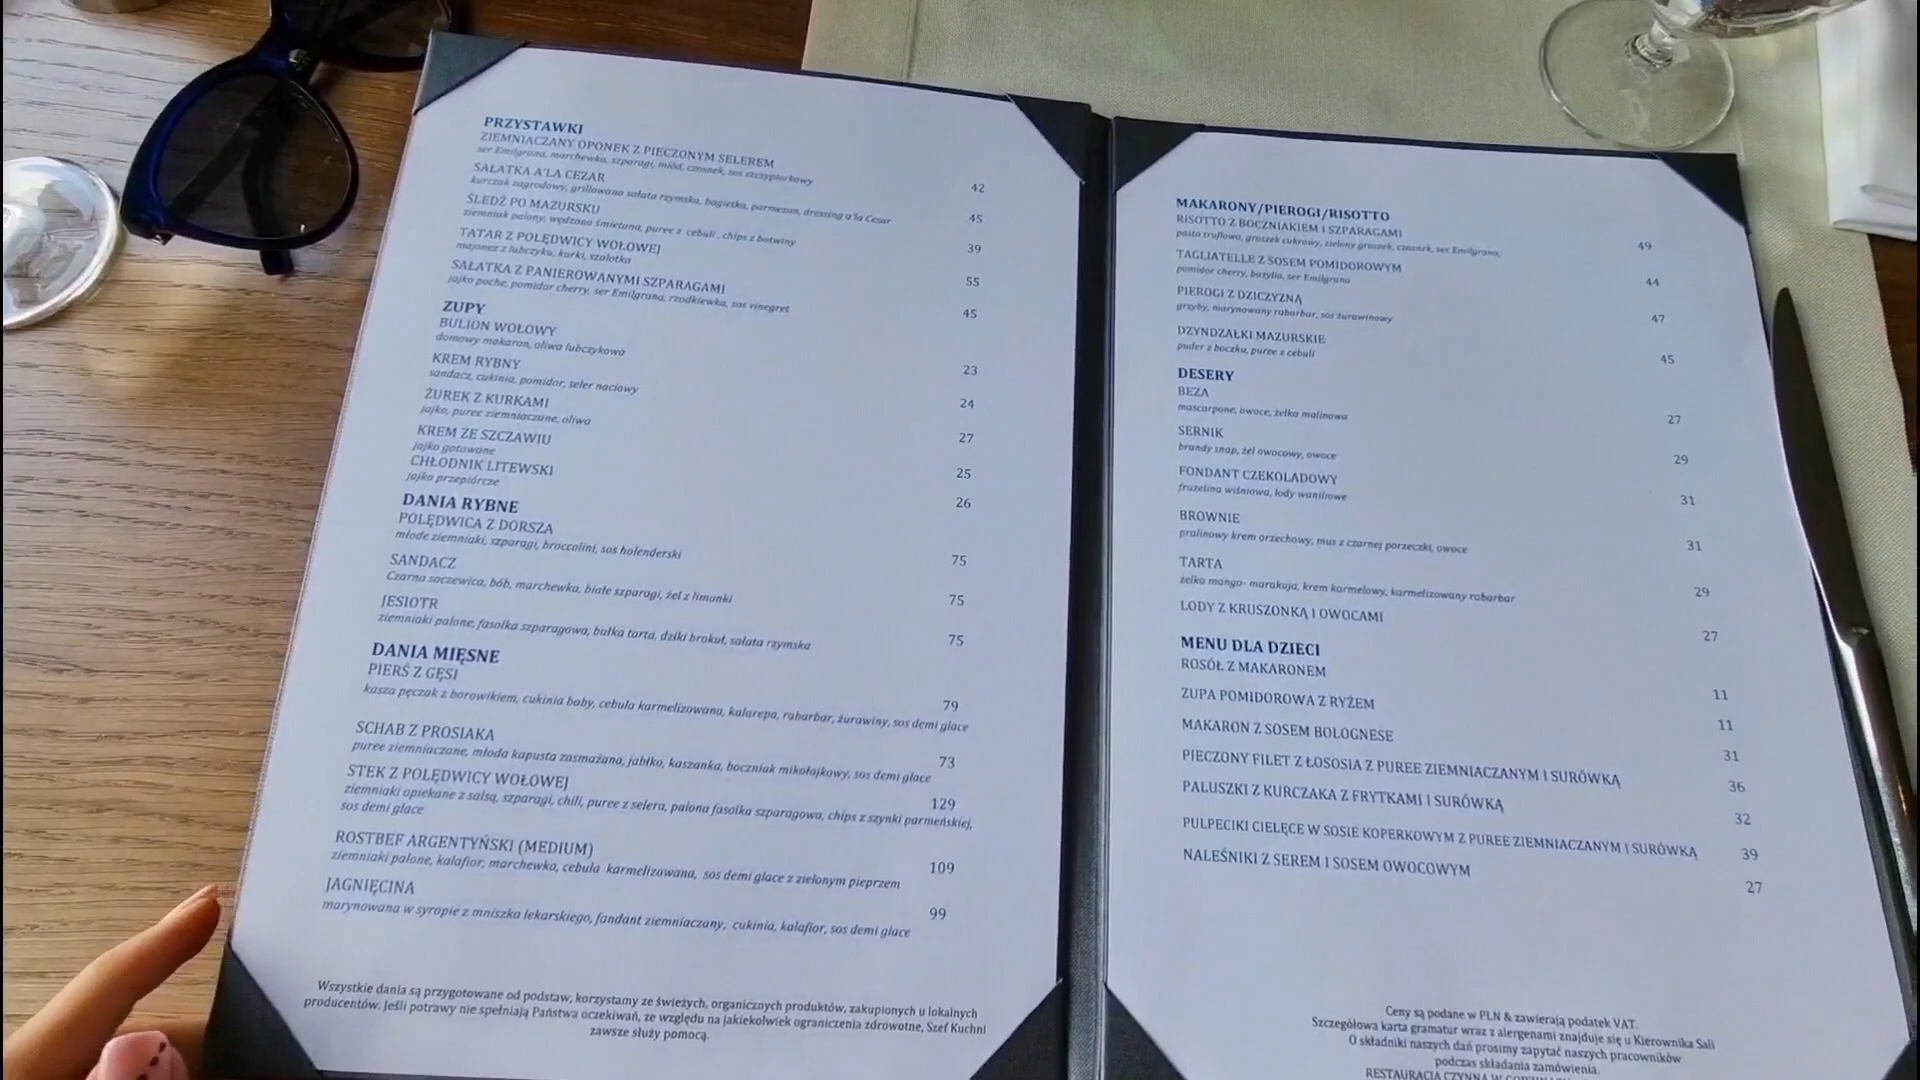 PRZYSTAWKI
ZIEMNIACZANY OPONEK Z PIECZONYM SELEREM
ser Emilgrana, marchewka, szparagi, miód, czosnek, sos szczypiorkowy 42
SAŁATKA A'LA CEZAR
kurczak zagrodowy, grillowana sałata rzymska, bagietka, parmezan, dressing a'la Cesar 45
ŚLEDŹ PO MAZURSKU
ziemniak palony, wędzona śmietana, puree z cebuli, chips z botwiny 39
TATAR Z POLĘDWICY WOŁOWEJ
majonez z lubczyku, kurki, szalotka 55
SAŁATKA Z PANIEROWANYMI SZPARAGAMI
jajko poche, pomidor cherry, ser Emilgrana, rzodkiewka, sos vinegret 45
ZUPY
BULION WOŁOWY
domowy makaron, oliwa lubczykowa 23
KREM RYBNY
sandacz, cukinia, pomidor, seler naciowy 24
ŻUREK Z KURKAMI
jajko, puree ziemniaczane, oliwa 27
KREM ZE SZCZAWIU
jajko gotowane 25
CHŁODNIK LITEWSKI
jajko przepiórcze 26
DANIA RYBNE
POLĘDWICA Z DORSZA
młode ziemniaki, szparagi, broccolini, sos holenderski 75
SANDACZ
Czarna soczewica, bób, marchewka, białe szparagi, żel z limonki 75
JESIOTR
ziemniaki palone, fasolka szparagowa, bułka tarta, dziki brokuł, sałata rzymska 75
DANIA MIĘSNE
PIERŚ Z GĘSI 79
kasza pęczak z borowikiem, cukinia baby, cebula karmelizowana, kalarepa, rabarbar, żurawiny, sos demi glace
SCHAB Z PROSIAKA 73
puree ziemniaczane, młoda kapusta zasmażana, jabłko, kaszanka, boczniak mikołajkowy, sos demi glace
STEK Z POLĘDWICY WOŁOWEJ 129
ziemniaki opiekane z salsą, szparagi, chili, puree z selera, palona fasolka szparagowa, chips z szynki parmeńskiej,
sos demi glace
ROSTBEF ARGENTYŃSKI (MEDIUM) 109
ziemniaki palone, kalafior, marchewka, cebula karmelizowana, sos demi glace z zielonym pieprzem
JAGNIĘCINA 99
marynowana w syropie z mniszka lekarskiego, fandant ziemniaczany, cukinia, kalafior, sos demi glace
Wszystkie dania są przygotowane od podstaw, korzystamy ze świeżych, organicznych produktów, zakupionych u lokalnych
producentów. Jeśli potrawy nie spełniają Państwa oczekiwań, ze względu na jakiekolwiek ograniczenia zdrowotne, Szef Kuchni
zawsze służy pomocą.
MAKARONY/PIEROGI/RISOTTO
RISOTTO Z BOCZNIAKIEM I SZPARAGAMI
pasta truflowa, groszek cukrowy, zielony groszek, czosnek, ser Emilgrana, 49
TAGLIATELLE Z SOSEM POMIDOROWYM
pomidor cherry, bazylia, ser Emilgrana 44
PIEROGI Z DZICZYZNĄ
grzyby, marynowany rabarbar, sos żurawinowy 47
DZYNDZAŁKI MAZURSKIE
puder z boczku, puree z cebuli 45
DESERY
BEZA
mascarpone, owoce, żelka malinowa 27
SERNIK
brandy snap, żel owocowy, owoce 29
FONDANT CZEKOLADOWY
frużelina wiśniowa, lody waniliowe 31
BROWNIE
pralinowy krem orzechowy, mus z czarnej porzeczki, owoce 31
TARTA
żelka mango- marakuja, krem karmelowy, karmelizowany rabarbar 29
LODY Z KRUSZONKĄ I OWOCAMI 27
MENU DLA DZIECI
ROSÓŁ Z MAKARONEM 11
ZUPA POMIDOROWA Z RYŻEM 11
MAKARON Z SOSEM BOLOGNESE 31
PIECZONY FILET Z ŁOSOSIA Z PUREE ZIEMNIACZANYM I SURÓWKĄ 36
PALUSZKI Z KURCZAKA Z FRYTKAMI I SURÓWKĄ 32
PULPECIKI CIELĘCE W SOSIE KOPERKOWYM Z PUREE ZIEMNIACZANYM I SURÓWKĄ 39
NALEŚNIKI Z SEREM I SOSEM OWOCOWYM 27
Ceny są podane w PLN & zawierają podatek VAT.
Szczegółowa karta gramatur wraz z alergenami znajduje się u Kierownika Sali
O składniki naszych dań prosimy zapytać naszych pracowników
podczas składania zamówienia.
RESTAURACJA CZYNNA W